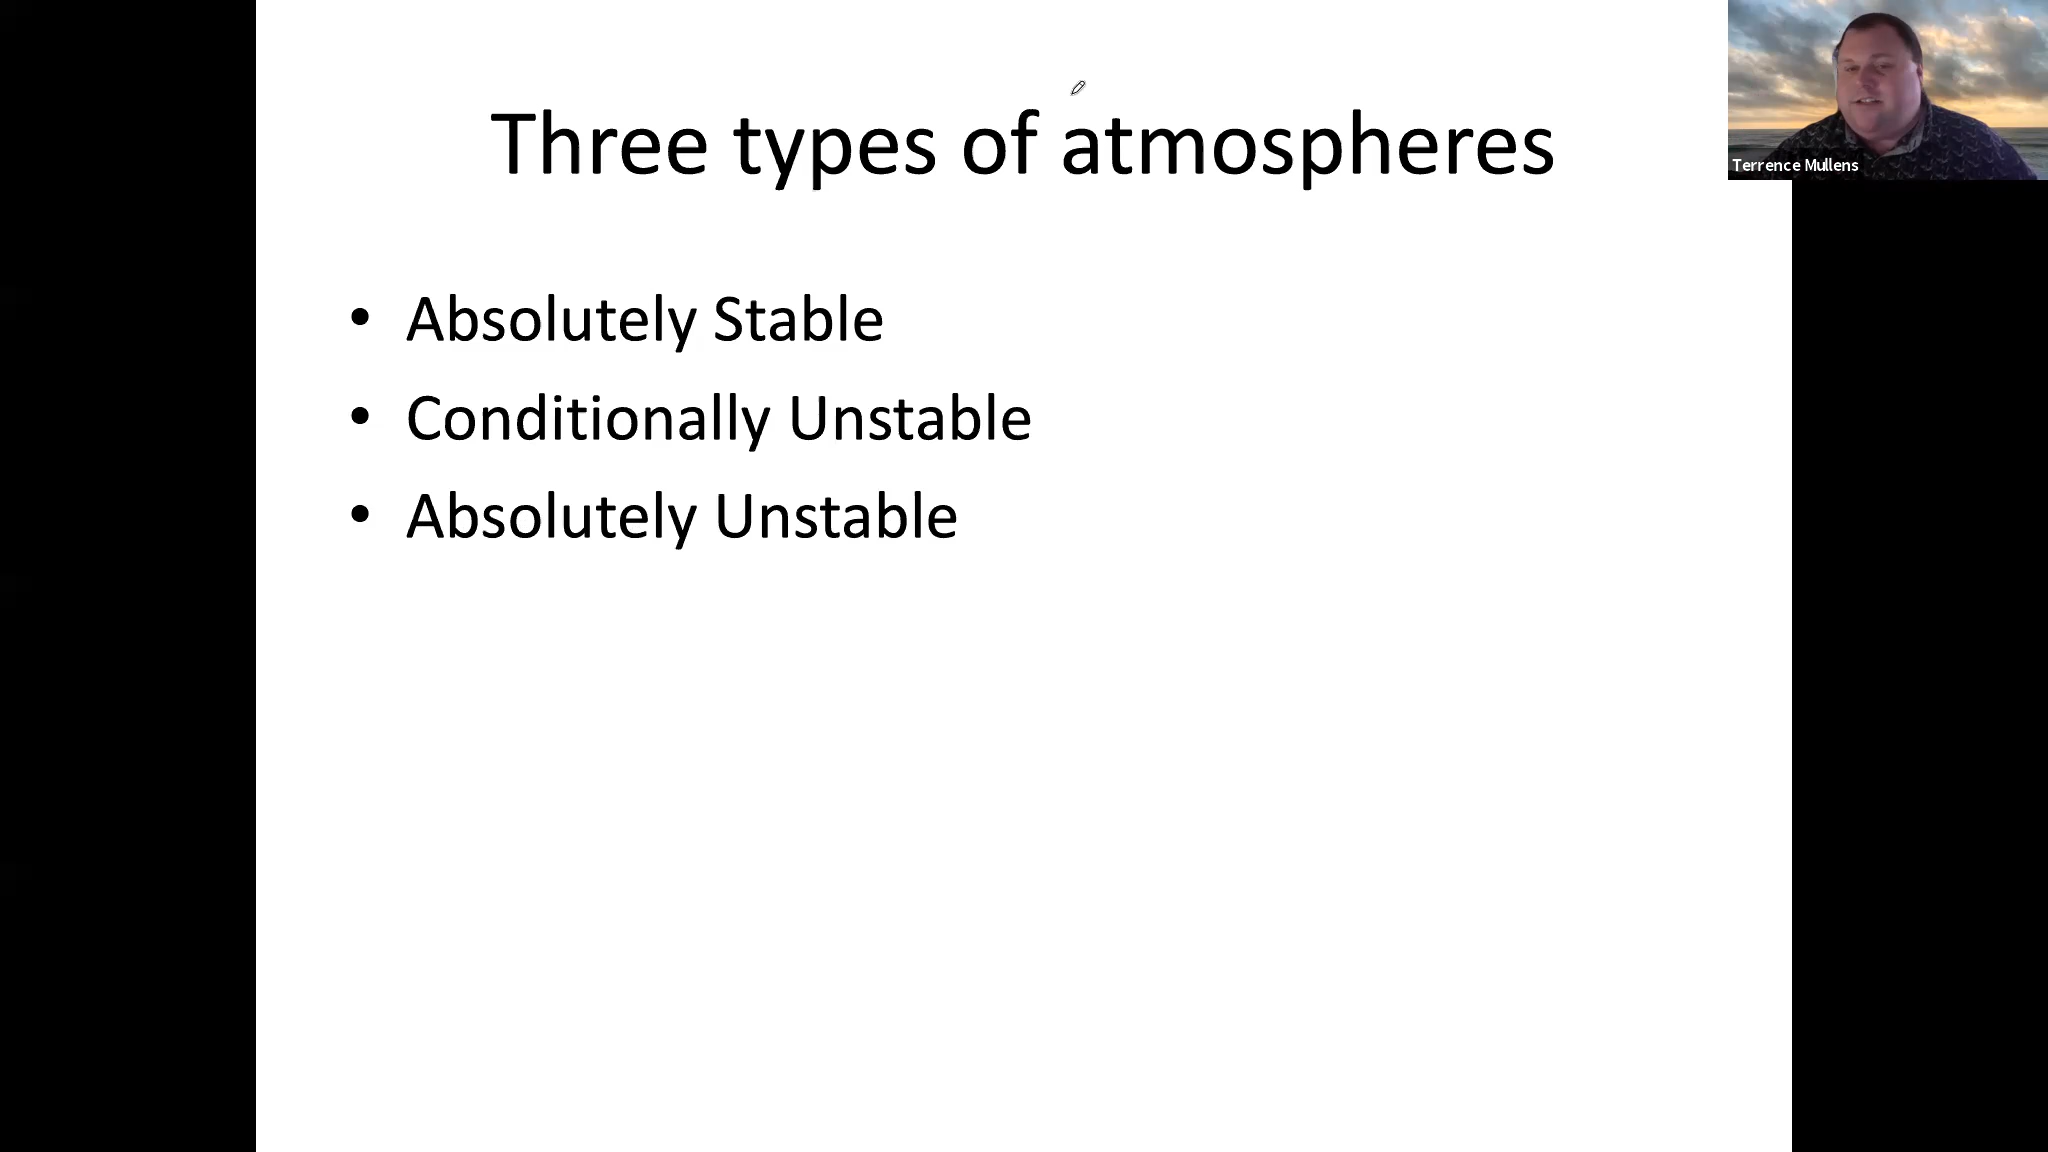 Three types of atmospheres
• Absolutely Stable
• Conditionally Unstable
• Absolutely Unstable
Terrence Mullens